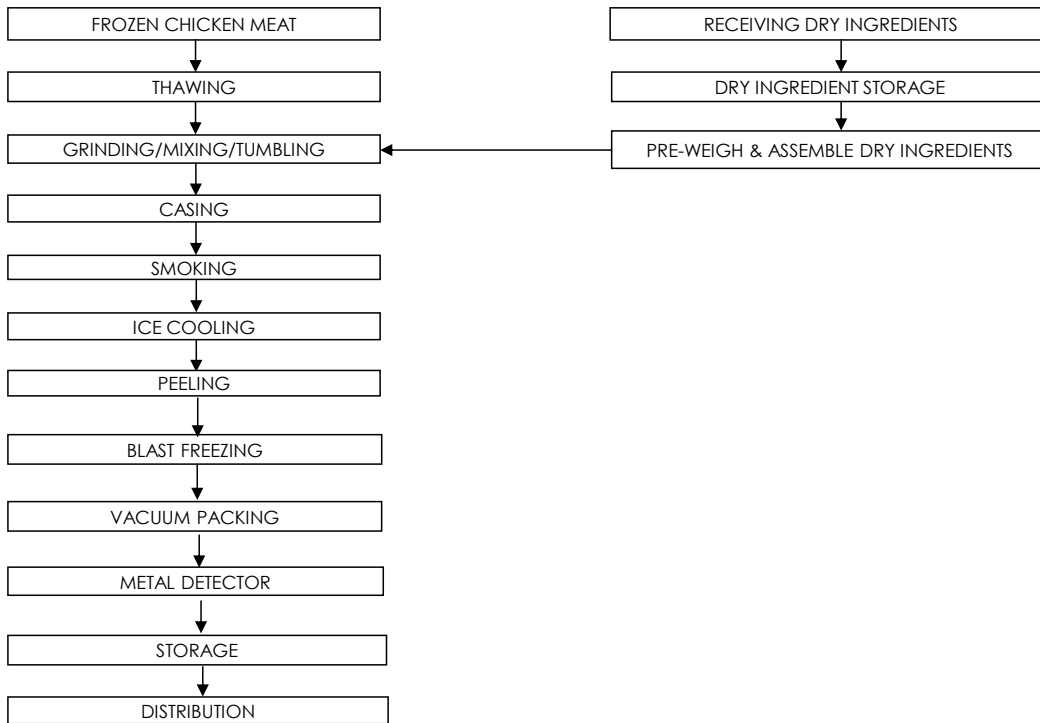 FROZEN CHICKEN MEAT
RECEIVING DRY INGREDIENTS
THAWING
DRY INGREDIENT STORAGE
GRINDING/MIXING/TUMBLING
PRE-WEIGH & ASSEMBLE DRY INGREDIENTS
CASING
SMOKING
ICE COOLING
PEELING
BLAST FREEZING
VACUUM PACKING
METAL DETECTOR
STORAGE
DISTRIBUTION